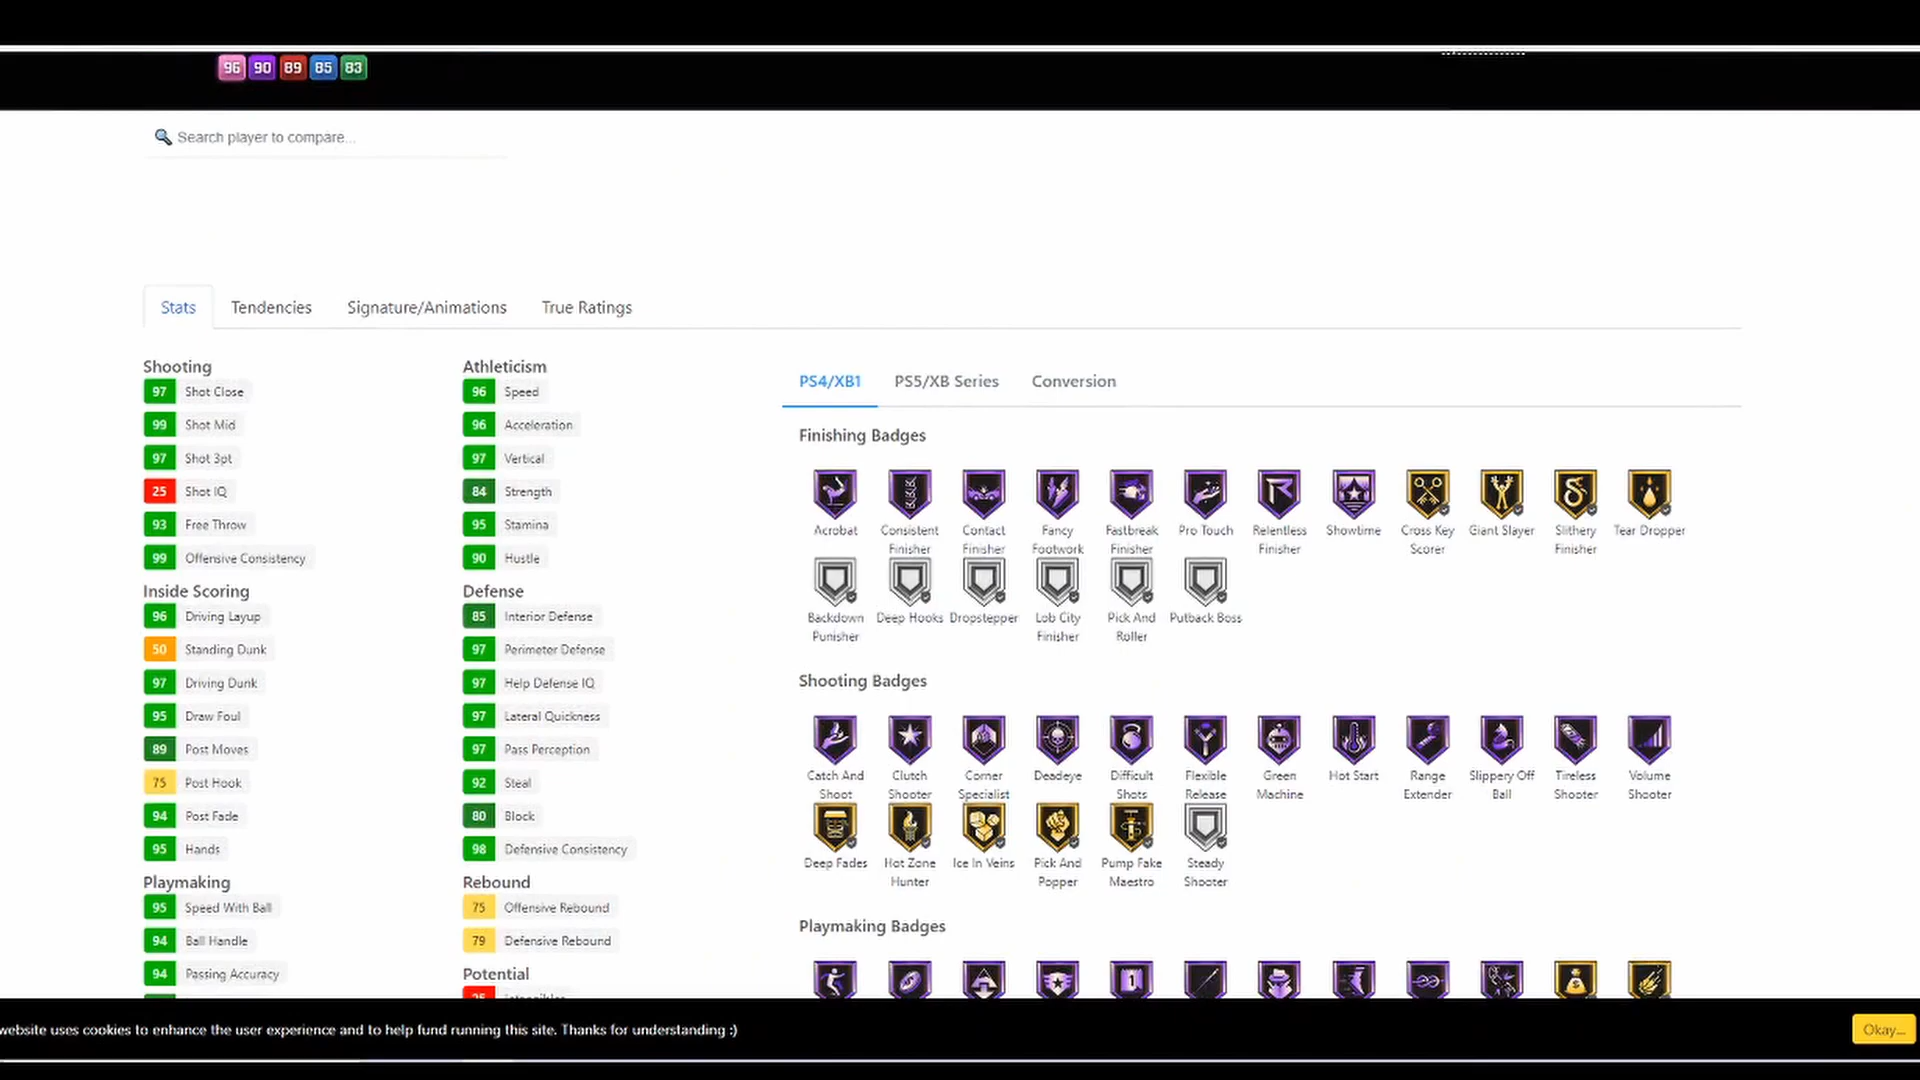 96 90 89 85 83
Search player to compare...
Stats Tendencies Signature/Animations True Ratings
Shooting
97 Shot Close
99 Shot Mid
97 Shot 3pt
25 Shot IQ
93 Free Throw
99 Offensive Consistency
Inside Scoring
96 Driving Layup
50 Standing Dunk
97 Driving Dunk
95 Draw Foul
89 Post Moves
75 Post Hook
94 Post Fade
95 Hands
Playmaking
95 Speed With Ball
94 Ball Handle
94 Passing Accuracy
Athleticism
96 Speed
96 Acceleration
97 Vertical
84 Strength
95 Stamina
90 Hustle
Defense
85 Interior Defense
97 Perimeter Defense
97 Help Defense IQ
97 Lateral Quickness
97 Pass Perception
92 Steal
80 Block
98 Defensive Consistency
Rebound
75 Offensive Rebound
79 Defensive Rebound
Potential
25 Intangibles
PS4/XB1 PS5/XB Series Conversion
Finishing Badges
Acrobat Consistent Contact Fancy Fastbreak Pro Touch Relentless Showtime Cross Key Giant Slayer Slithery Tear Dropper
Finisher Finisher Footwork Finisher Finisher Scorer Finisher
Backdown Deep Hooks Dropstepper Lob City Pick And Putback Boss
Punisher Finisher Roller
Shooting Badges
Catch And Clutch Corner Deadeye Difficult Flexible Green Hot Start Range Slippery Off Tireless Volume
Shoot Shooter Specialist Shots Release Machine Extender Ball Shooter Shooter
Deep Fades Hot Zone Ice In Veins Pick And Pump Fake Steady
Hunter Popper Maestro Shooter
Playmaking Badges
website uses cookies to enhance the user experience and to help fund running this site. Thanks for understanding :)
Okay...